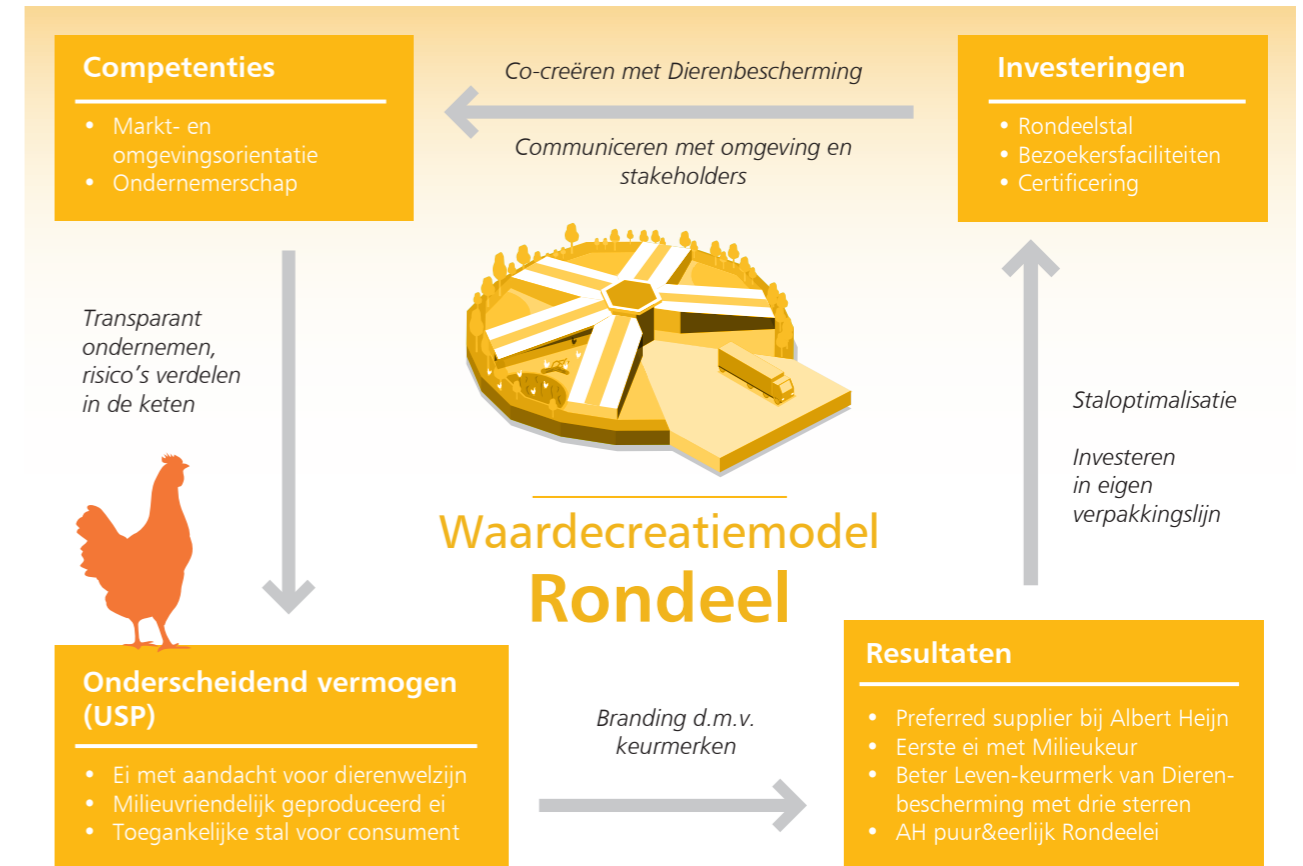 Competenties
• Markt- en
omgevingsorientatie
• Ondernemerschap
Co-creëren met Dierenbescherming
Communiceren met omgeving en
stakeholders
Investeringen
• Rondeelstal
• Bezoekersfaciliteiten
• Certificering
Transparant
ondernemen,
risico's verdelen
in de keten
Staloptimalisatie
Investeren
in eigen
verpakkingslijn
Waardecreatiemodel
Rondeel
Onderscheidend vermogen
(USP)
• Ei met aandacht voor dierenwelzijn
• Milieuvriendelijk geproduceerd ei
• Toegankelijke stal voor consument
Branding d.m.v.
keurmerken
Resultaten
• Preferred supplier bij Albert Heijn
• Eerste ei met Milieukeur
• Beter Leven-keurmerk van Dieren-
bescherming met drie sterren
• AH puur&eerlijk Rondeelei